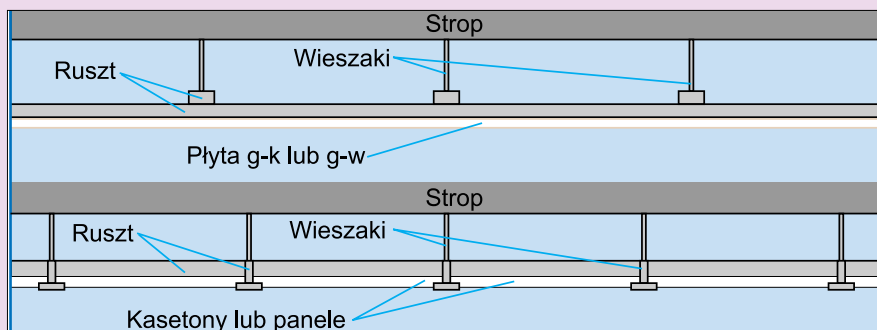 Strop
Wieszaki
Ruszt
Płyta g-k lub g-w
Strop
Ruszt
Wieszaki
Kasetony lub panele